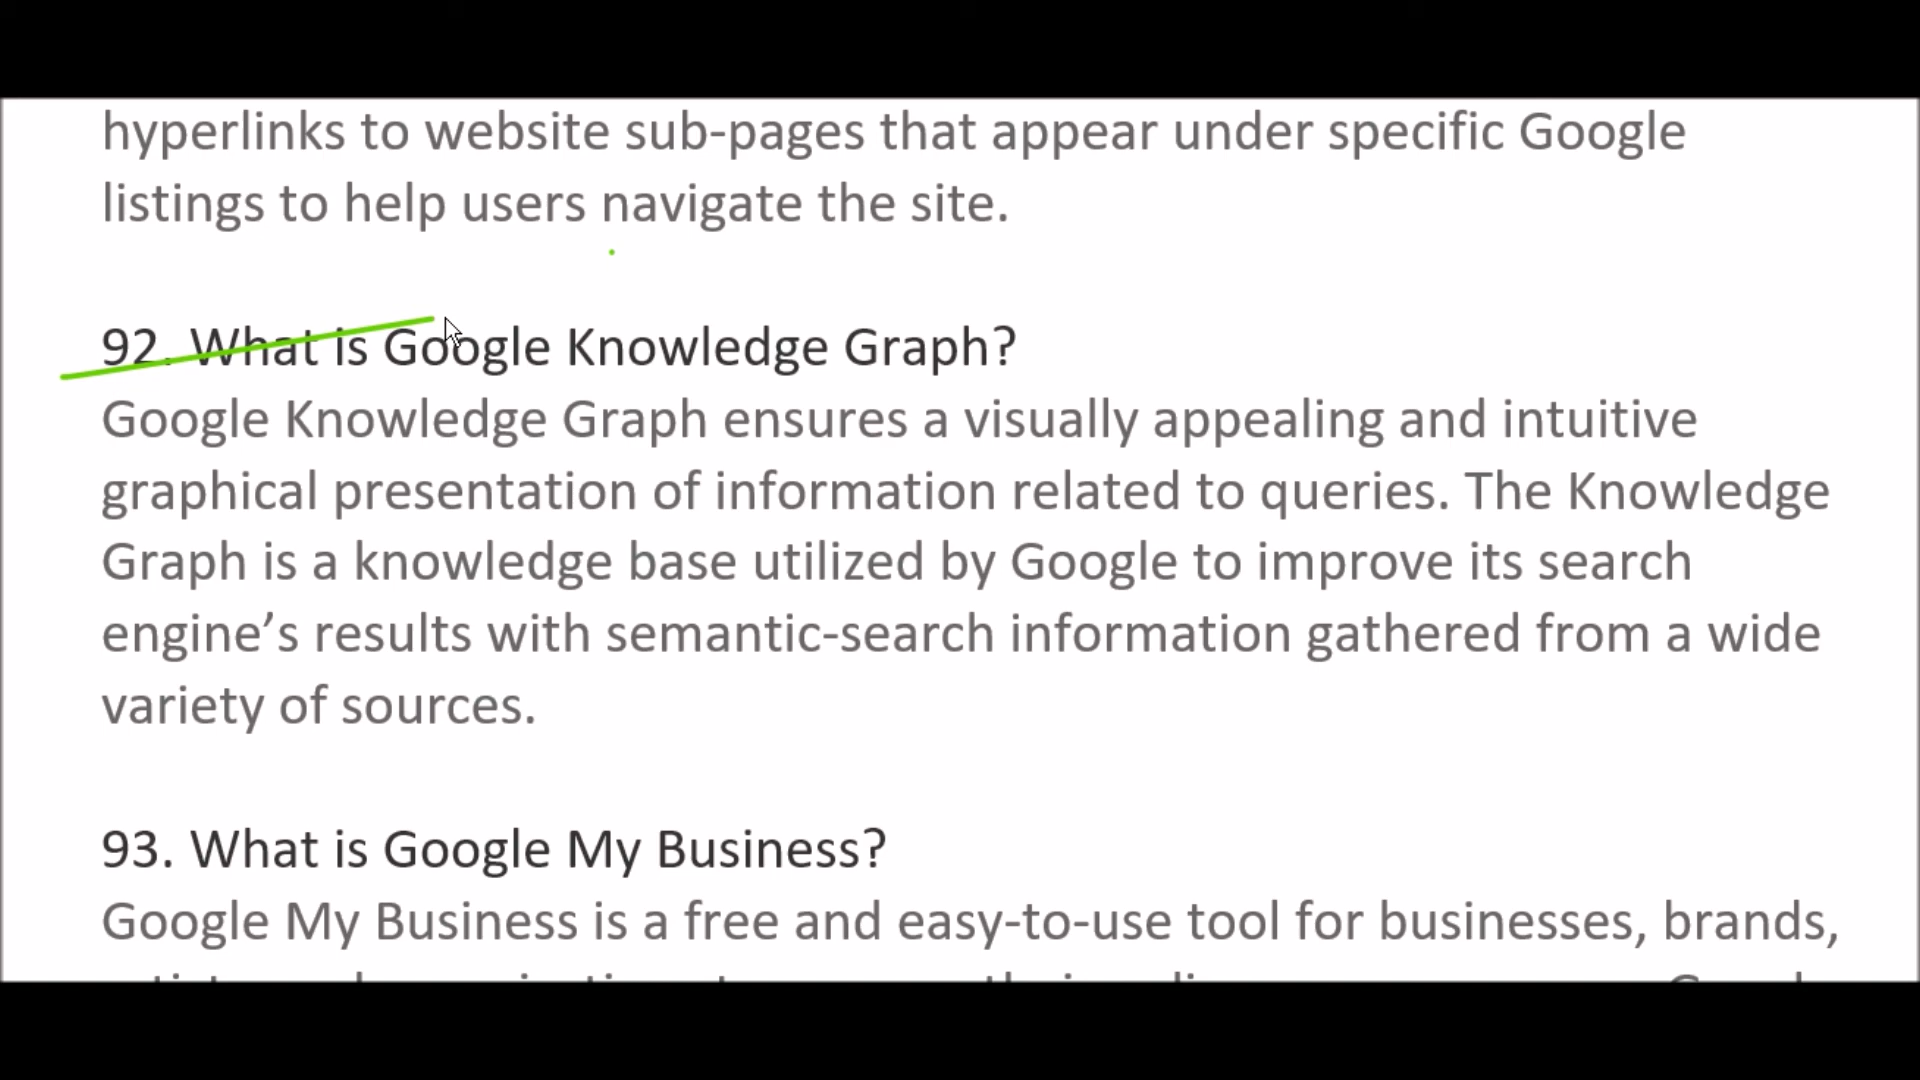 hyperlinks to website sub-pages that appear under specific Google
listings to help users navigate the site.
92. What is Google Knowledge Graph?
Google Knowledge Graph ensures a visually appealing and intuitive
graphical presentation of information related to queries. The Knowledge
Graph is a knowledge base utilized by Google to improve its search
engine’s results with semantic-search information gathered from a wide
variety of sources.
93. What is Google My Business?
Google My Business is a free and easy-to-use tool for businesses, brands,